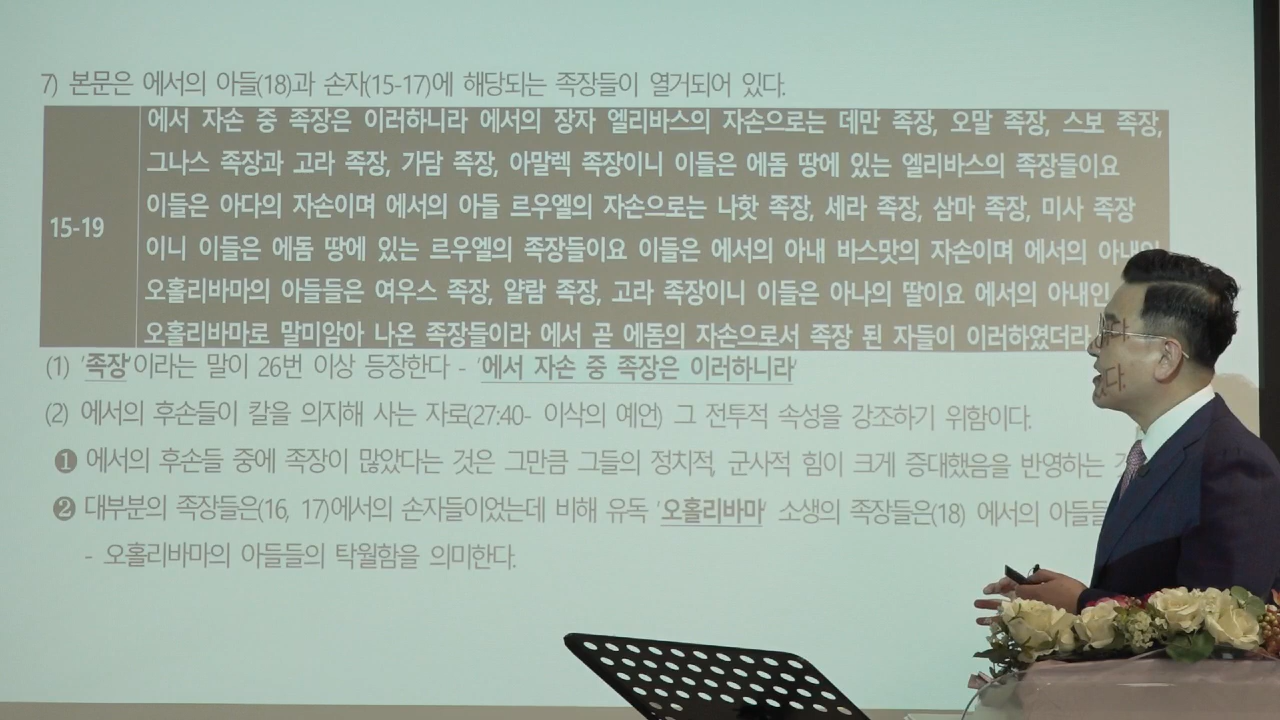 7) 본문은 에서의 아들(18)과 손자(15-17)에 해당되는 족장들이 열거되어 있다.
15-19
에서 자손 중 족장은 이러하니라 에서의 장자 엘리바스의 자손으로는 데만 족장, 오말 족장, 스보 족장,
그나스 족장과 고라 족장, 가담 족장, 아말렉 족장이니 이들은 에돔 땅에 있는 엘리바스의 족장들이요
이들은 아다의 자손이며 에서의 아들 르우엘의 자손으로는 나핫 족장, 세라 족장, 삼마 족장, 미사 족장
이니 이들은 에돔 땅에 있는 르우엘의 족장들이요 이들은 에서의 아내 바스맛의 자손이며 에서의 아내인
오홀리바마의 아들들은 여우스 족장, 얄람 족장, 고라 족장이니 이들은 아나의 딸이요 에서의 아내인
오홀리바마로 말미암아 나온 족장들이라 에서 곧 에돔의 자손으로서 족장 된 자들이 이러하였더라
(1) '족장'이라는 말이 26번 이상 등장한다 - '에서 자손 중 족장은 이러하니라'
(2) 에서의 후손들이 칼을 의지해 사는 자로(27:40- 이삭의 예언) 그 전투적 속성을 강조하기 위함이다.
❶ 에서의 후손들 중에 족장이 많았다는 것은 그만큼 그들의 정치적, 군사적 힘이 크게 증대했음을 반영하는
❷ 대부분의 족장들은(16, 17)에서의 손자들이었는데 비해 유독 '오홀리바마' 소생의 족장들은(18) 에서의 아들들
- 오홀리바마의 아들들의 탁월함을 의미한다.